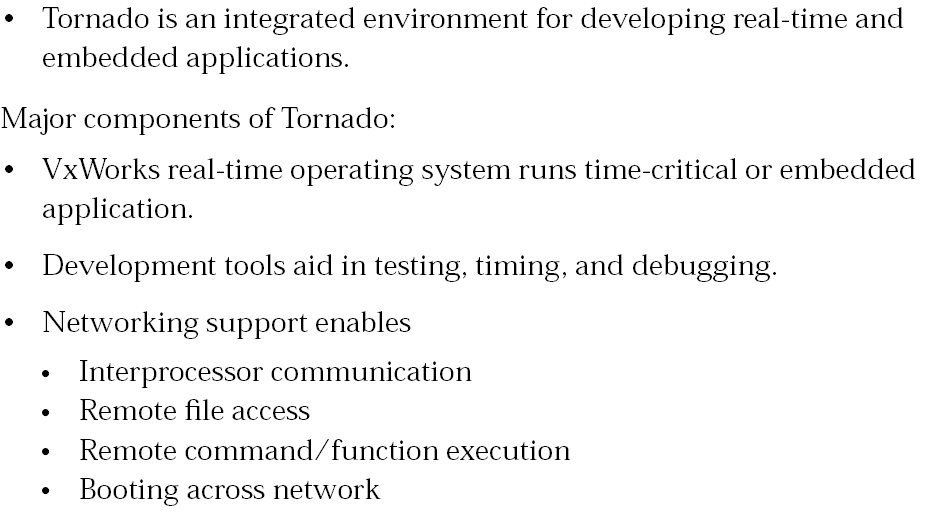 • Tornado is an integrated environment for developing real-time and
embedded applications.
Major components of Tornado:
• VxWorks real-time operating system runs time-critical or embedded
application.
• Development tools aid in testing, timing, and debugging.
• Networking support enables
• Interprocessor communication
• Remote file access
• Remote command/function execution
• Booting across network